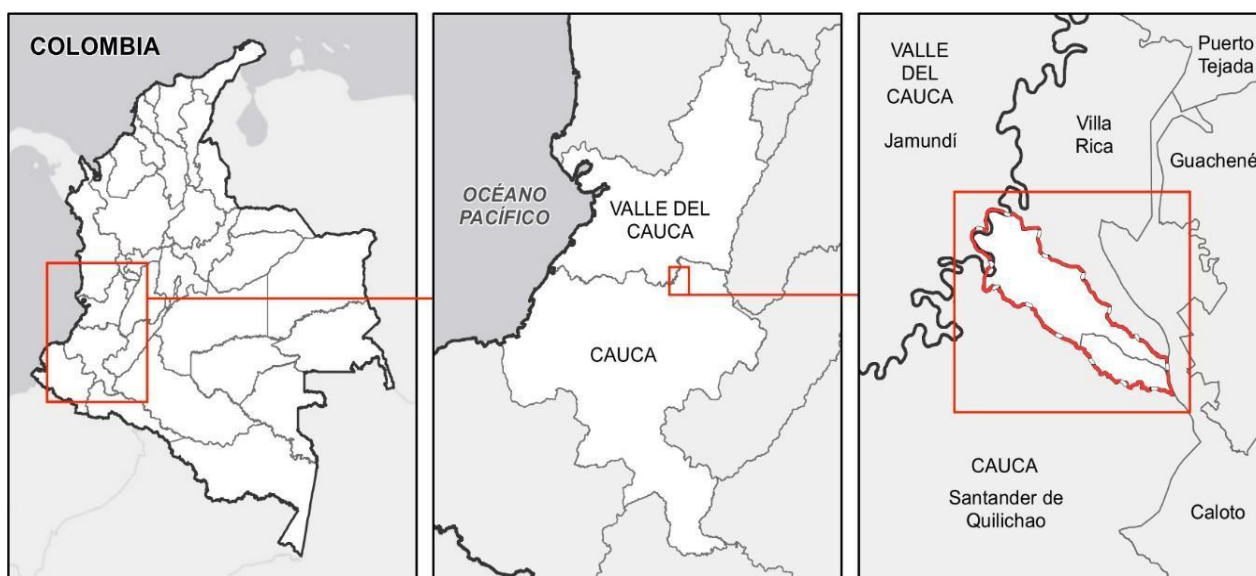 COLOMBIA
OCÉANO
PACÍFICO
VALLE DEL
CAUCA
CAUCA
VALLE
DEL
CAUCA
Jamundí
Villa
Rica
Puerto
Tejada
Guachené
CAUCA
Santander de
Quilichao
Caloto